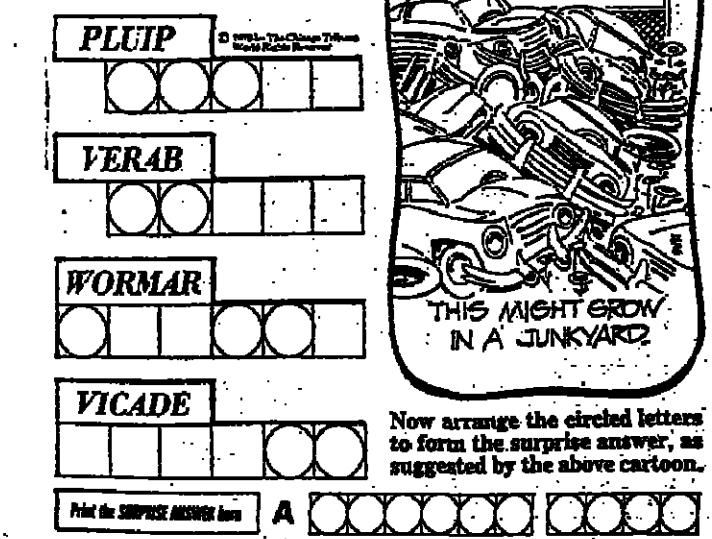 PLUIP
VERAB
WORMAR
VICADE
THIS MIGHT GROW
IN A JUNKYARD.
Now arrange the circled letters
to form the surprise answer, as
suggested by the above cartoon.
Print the SURPRISE ANSWER here
A